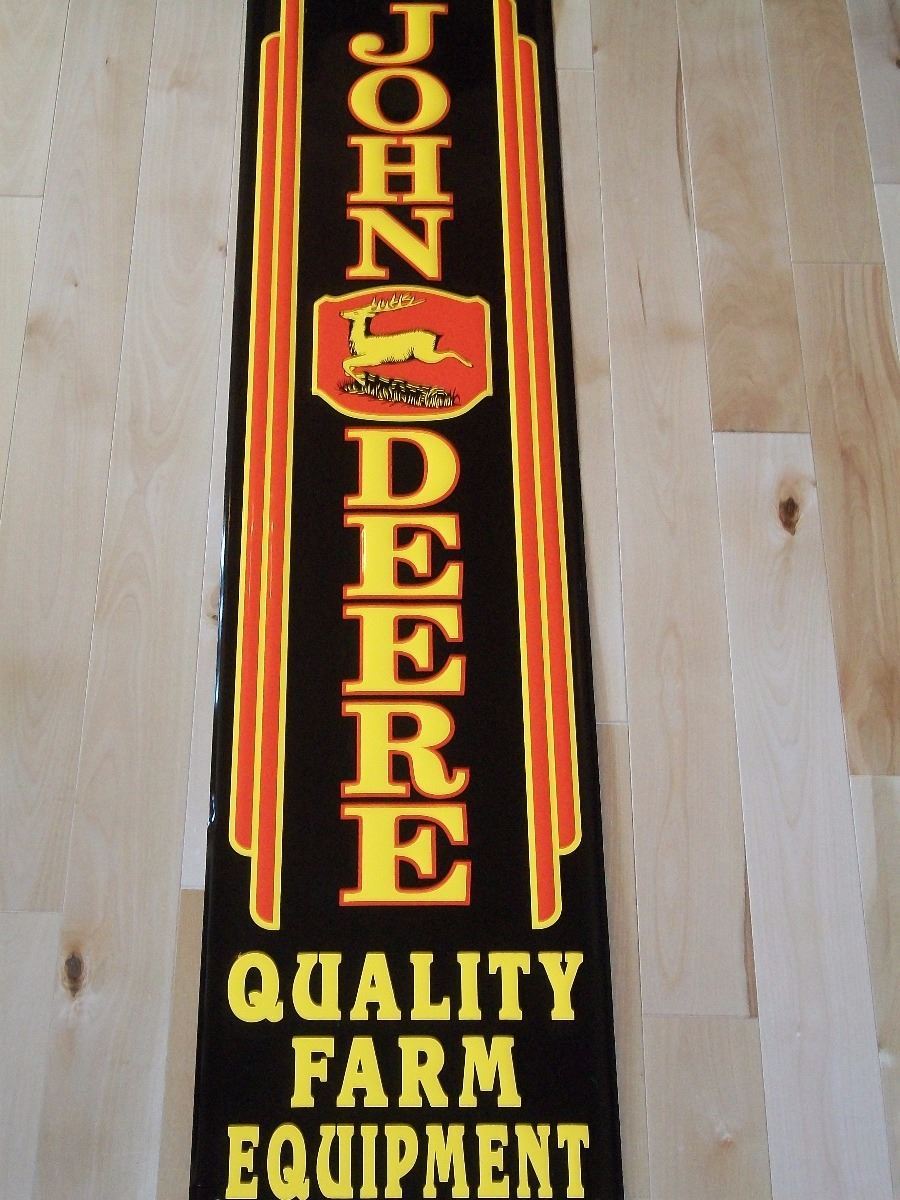 JOHN
DEERE
QUALITY
FARM
EQUIPMENT